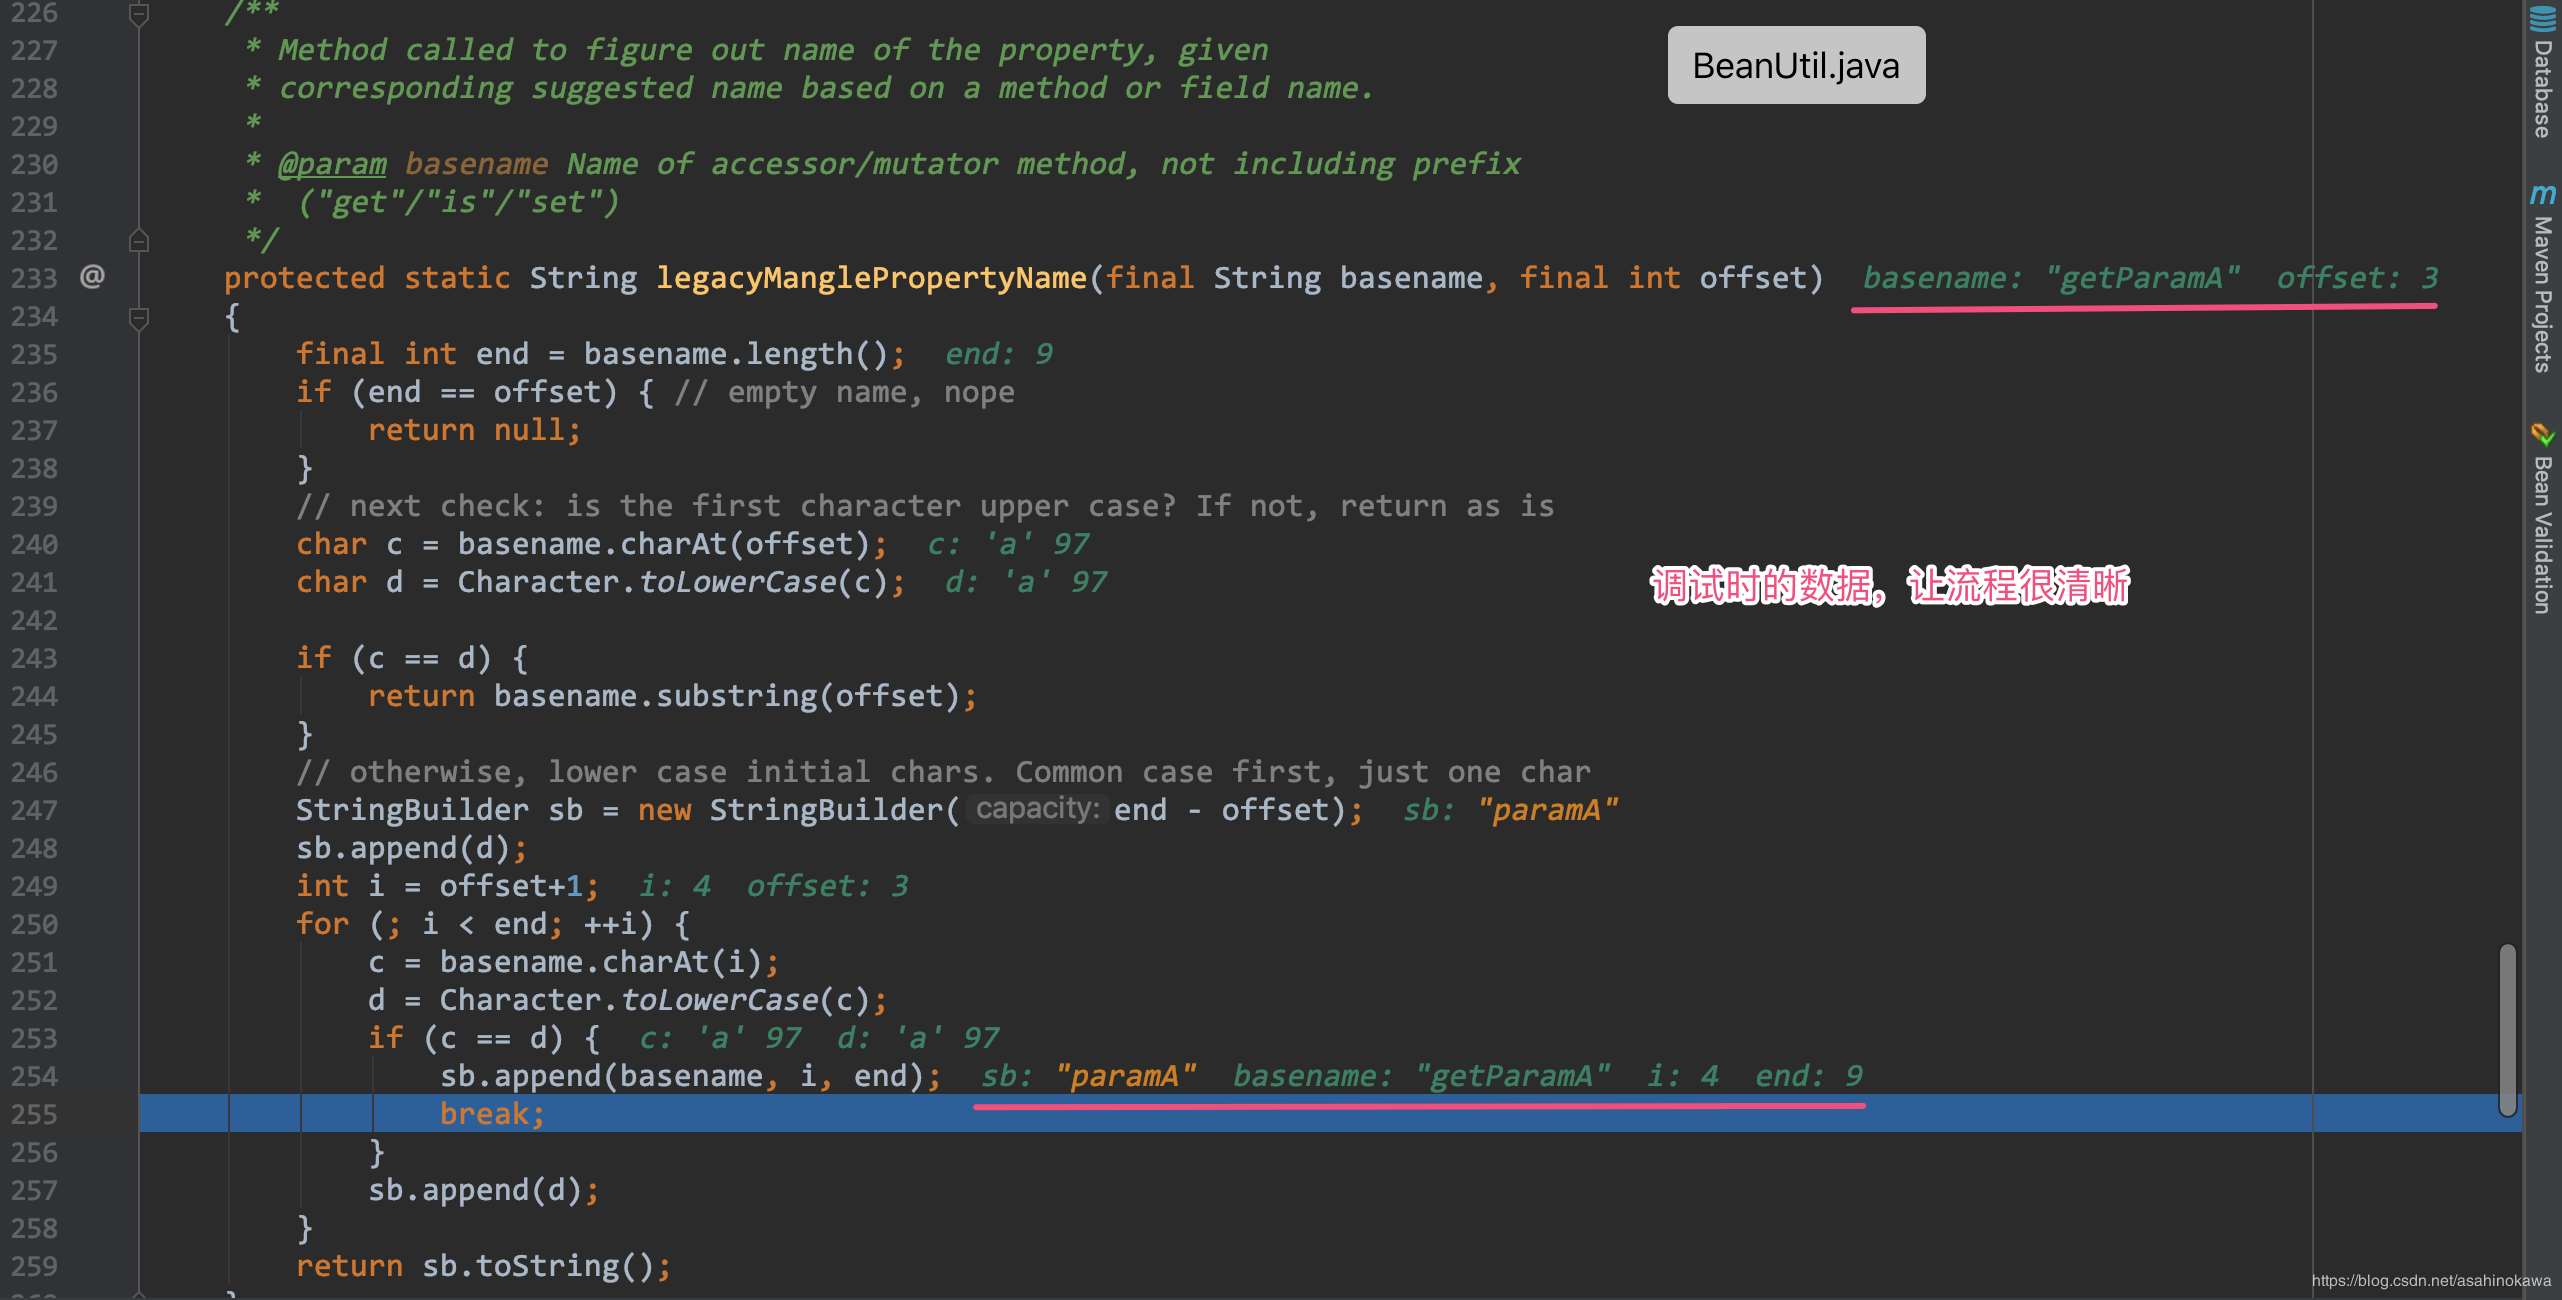 226 /**
BeanUtil.java
227 * Method called to figure out name of the property, given
228 * corresponding suggested name based on a method or field name.
229 *
230 * @param basename Name of accessor/mutator method, not including prefix
231 * ("get"/"is"/"set")
232 */
233 @ protected static String legacyManglePropertyName(final String basename, final int offset) basename: "getParamA" offset: 3
234 {
235 final int end = basename.length(); end: 9
236 if (end == offset) { // empty name, nope
237 return null;
238 }
239 // next check: is the first character upper case? If not, return as is
240 char c = basename.charAt(offset); c: 'a' 97
241 char d = Character.toLowerCase(c); d: 'a' 97
调试时的数据，让流程很清晰
242
243 if (c == d) {
244 return basename.substring(offset);
245 }
246 // otherwise, lower case initial chars. Common case first, just one char
247 StringBuilder sb = new StringBuilder( capacity: end - offset); sb: "paramA"
248 sb.append(d);
249 int i = offset+1; i: 4 offset: 3
250 for (; i < end; ++i) {
251 c = basename.charAt(i);
252 d = Character.toLowerCase(c);
253 if (c == d) { c: 'a' 97 d: 'a' 97
254 sb.append(basename, i, end); sb: "paramA" basename: "getParamA" i: 4 end: 9
255 break;
256 }
257 sb.append(d);
258 }
259 return sb.toString();
Database
m Maven Projects
Bean Validation
https://blog.csdn.net/asahinokawa